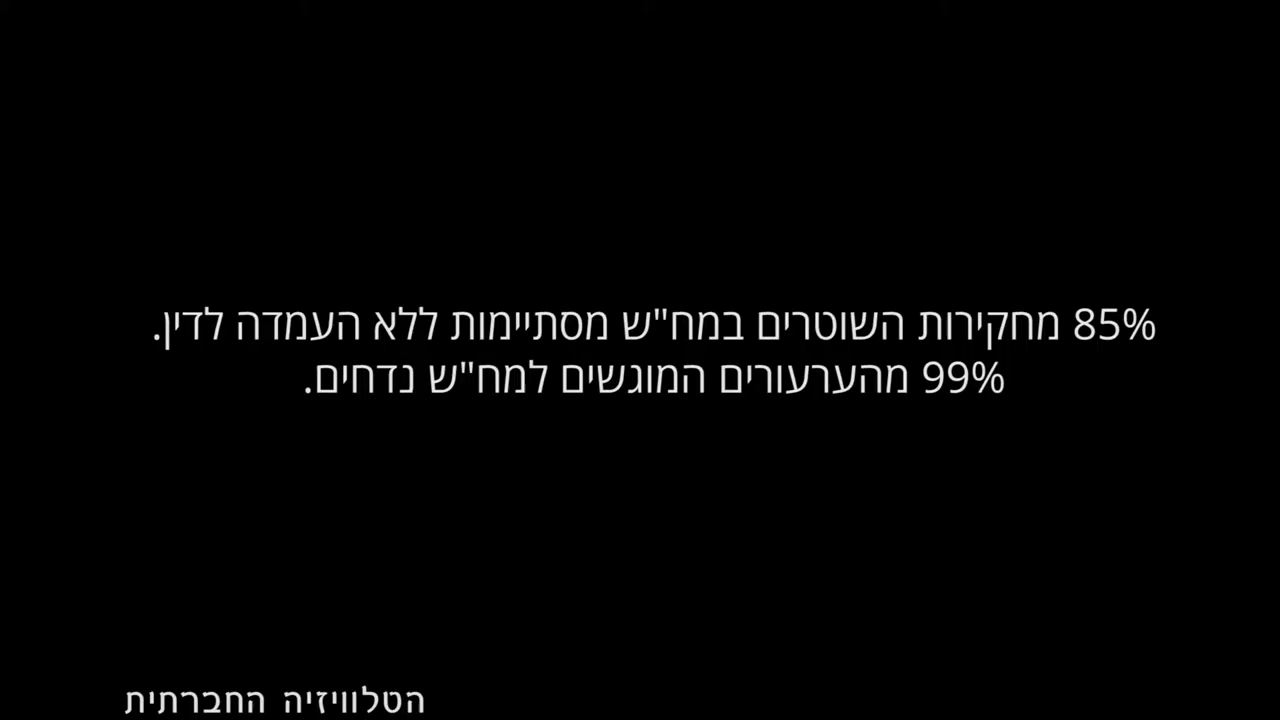 85% מחקירות השוטרים במח"ש מסתיימות ללא העמדה לדין.
99% מהערעורים המוגשים למח"ש נדחים.
הטלוויזיה החברתית